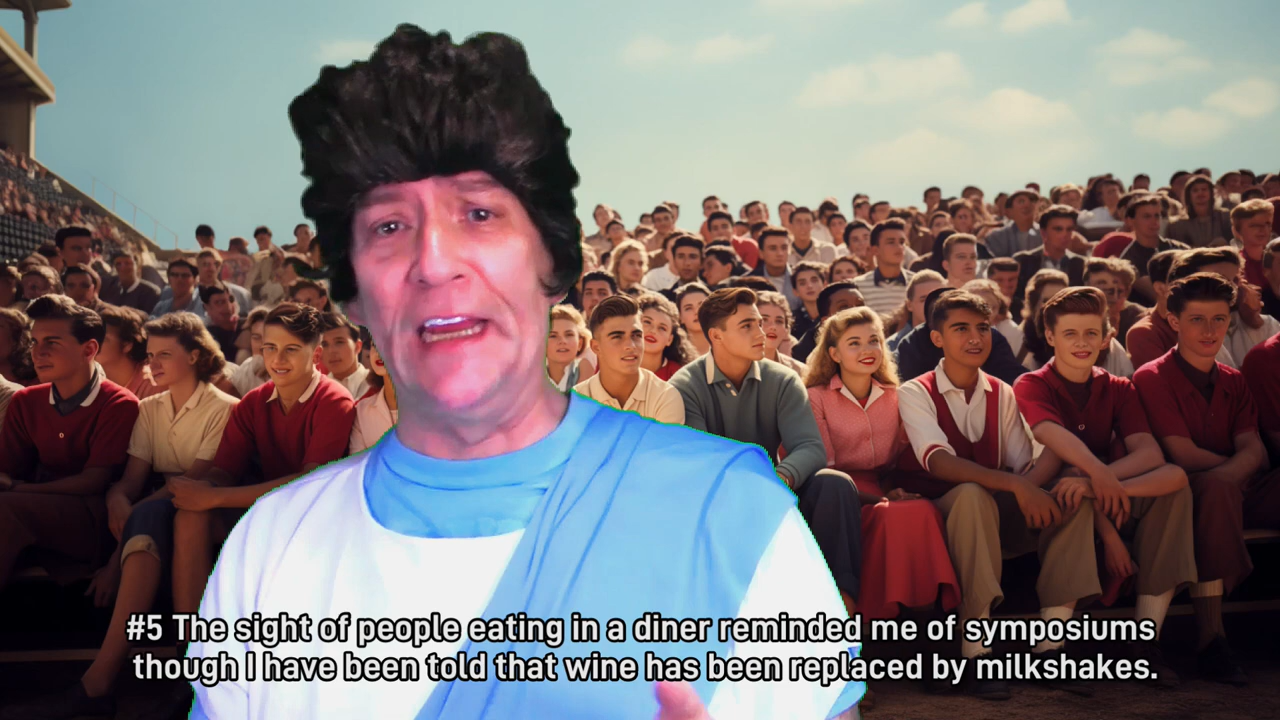 #5 The sight of people eating in a diner reminded me of symposiums
though I have been told that wine has been replaced by milkshakes.